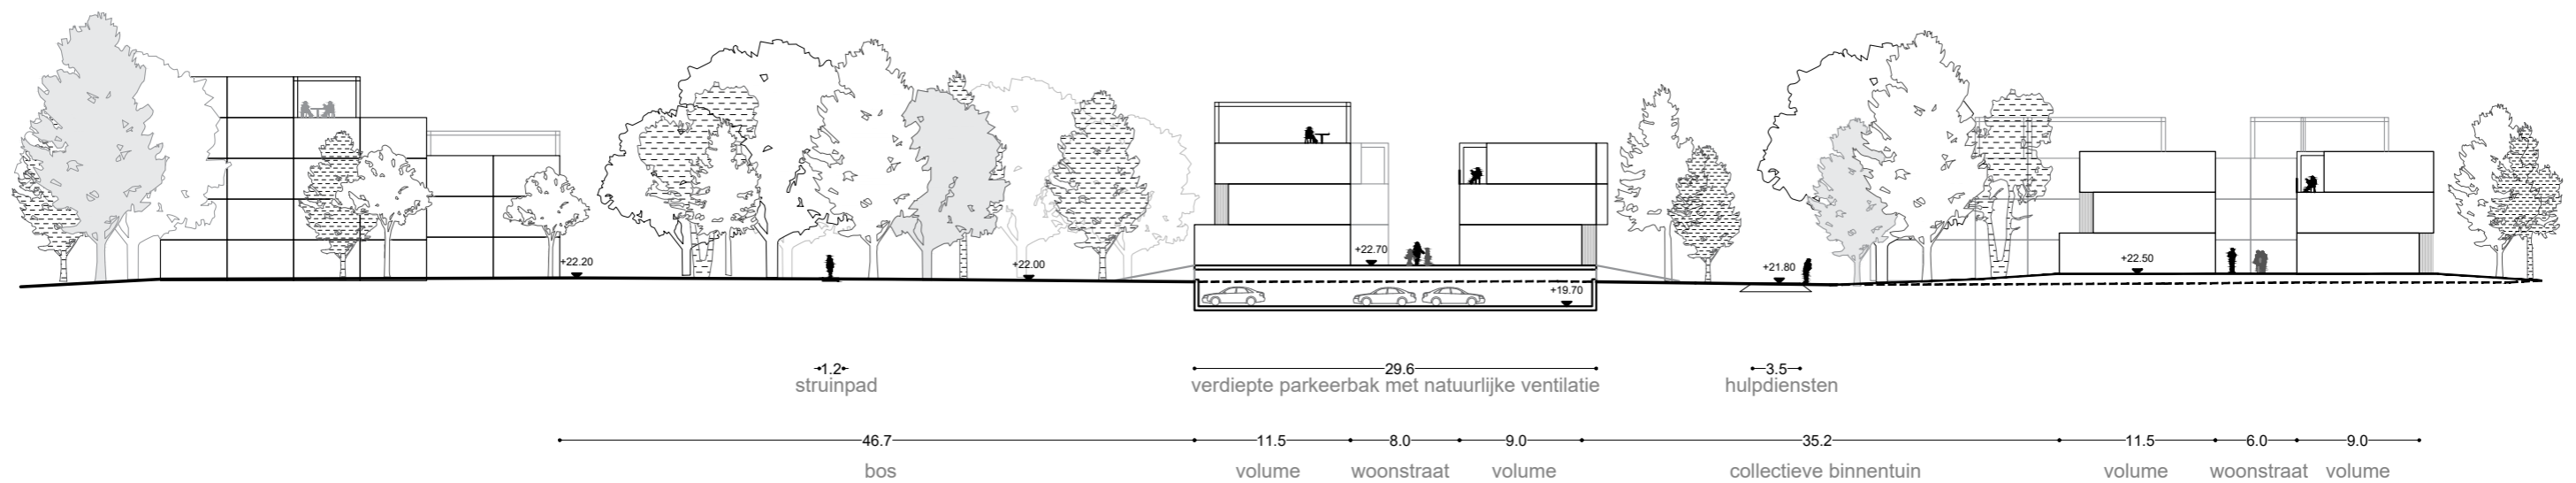 +22.70
+22.20
+22.00
+21.80
+22.50
+19.70
1.2
29.6
3.5
struinpad
verdiepte parkeerbak met natuurlijke ventilatie
hulpdiensten
46.7
11.5
8.0
9.0
35.2
11.5
6.0
9.0
bos
volume
woonstraat
volume
collectieve binnentuin
volume
woonstraat
volume